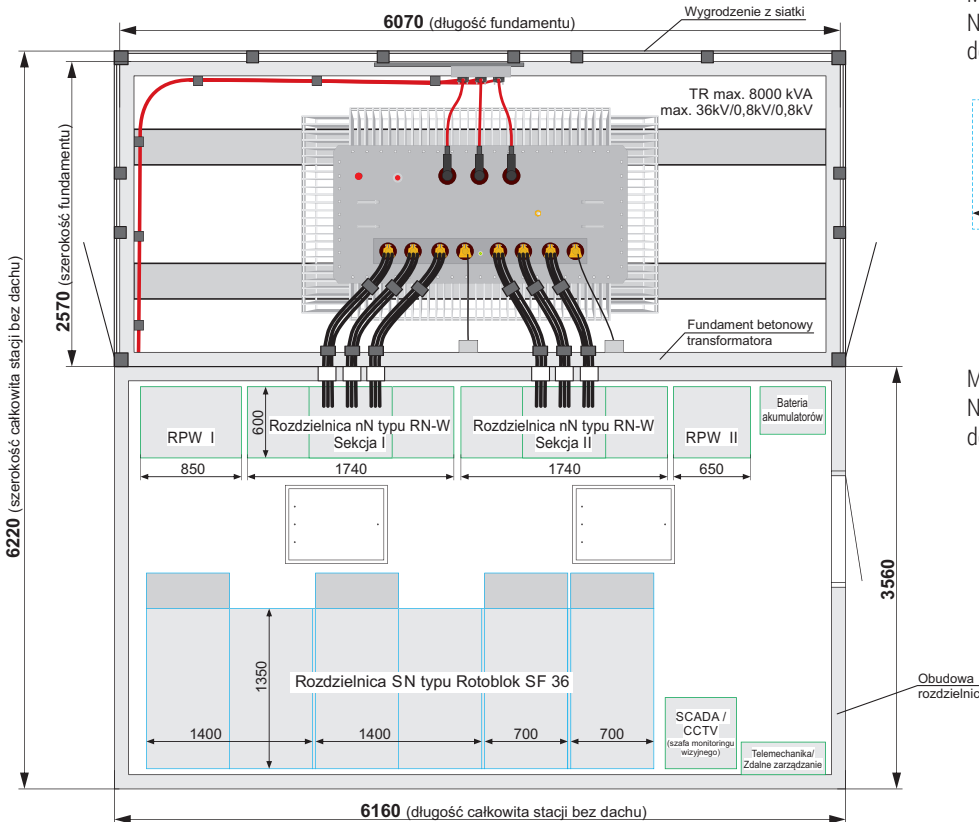 6070 (długość fundamentu)
Wygrodzenie z siatki
N
d
TR max. 8000 kVA
max. 36kV/0,8kV/0,8kV
6220 (szerokość całkowita stacji bez dachu)
2570 (szerokość fundamentu)
Fundament betonowy
transformatora
M
N
d
600
RPW I
Rozdzielnica nN typu RN-W
Sekcja I
Rozdzielnica nN typu RN-W
Sekcja II
RPW II
Bateria
akumulatorów
850
1740
1740
650
3560
1350
Rozdzielnica SN typu Rotoblok SF 36
1400
1400
700
700
SCADA /
CCTV
(szafa monitoringu
wizyjnego)
Telemechanika/
Zdalne zarządzanie
Obudowa
6160 (długość całkowita stacji bez dachu)